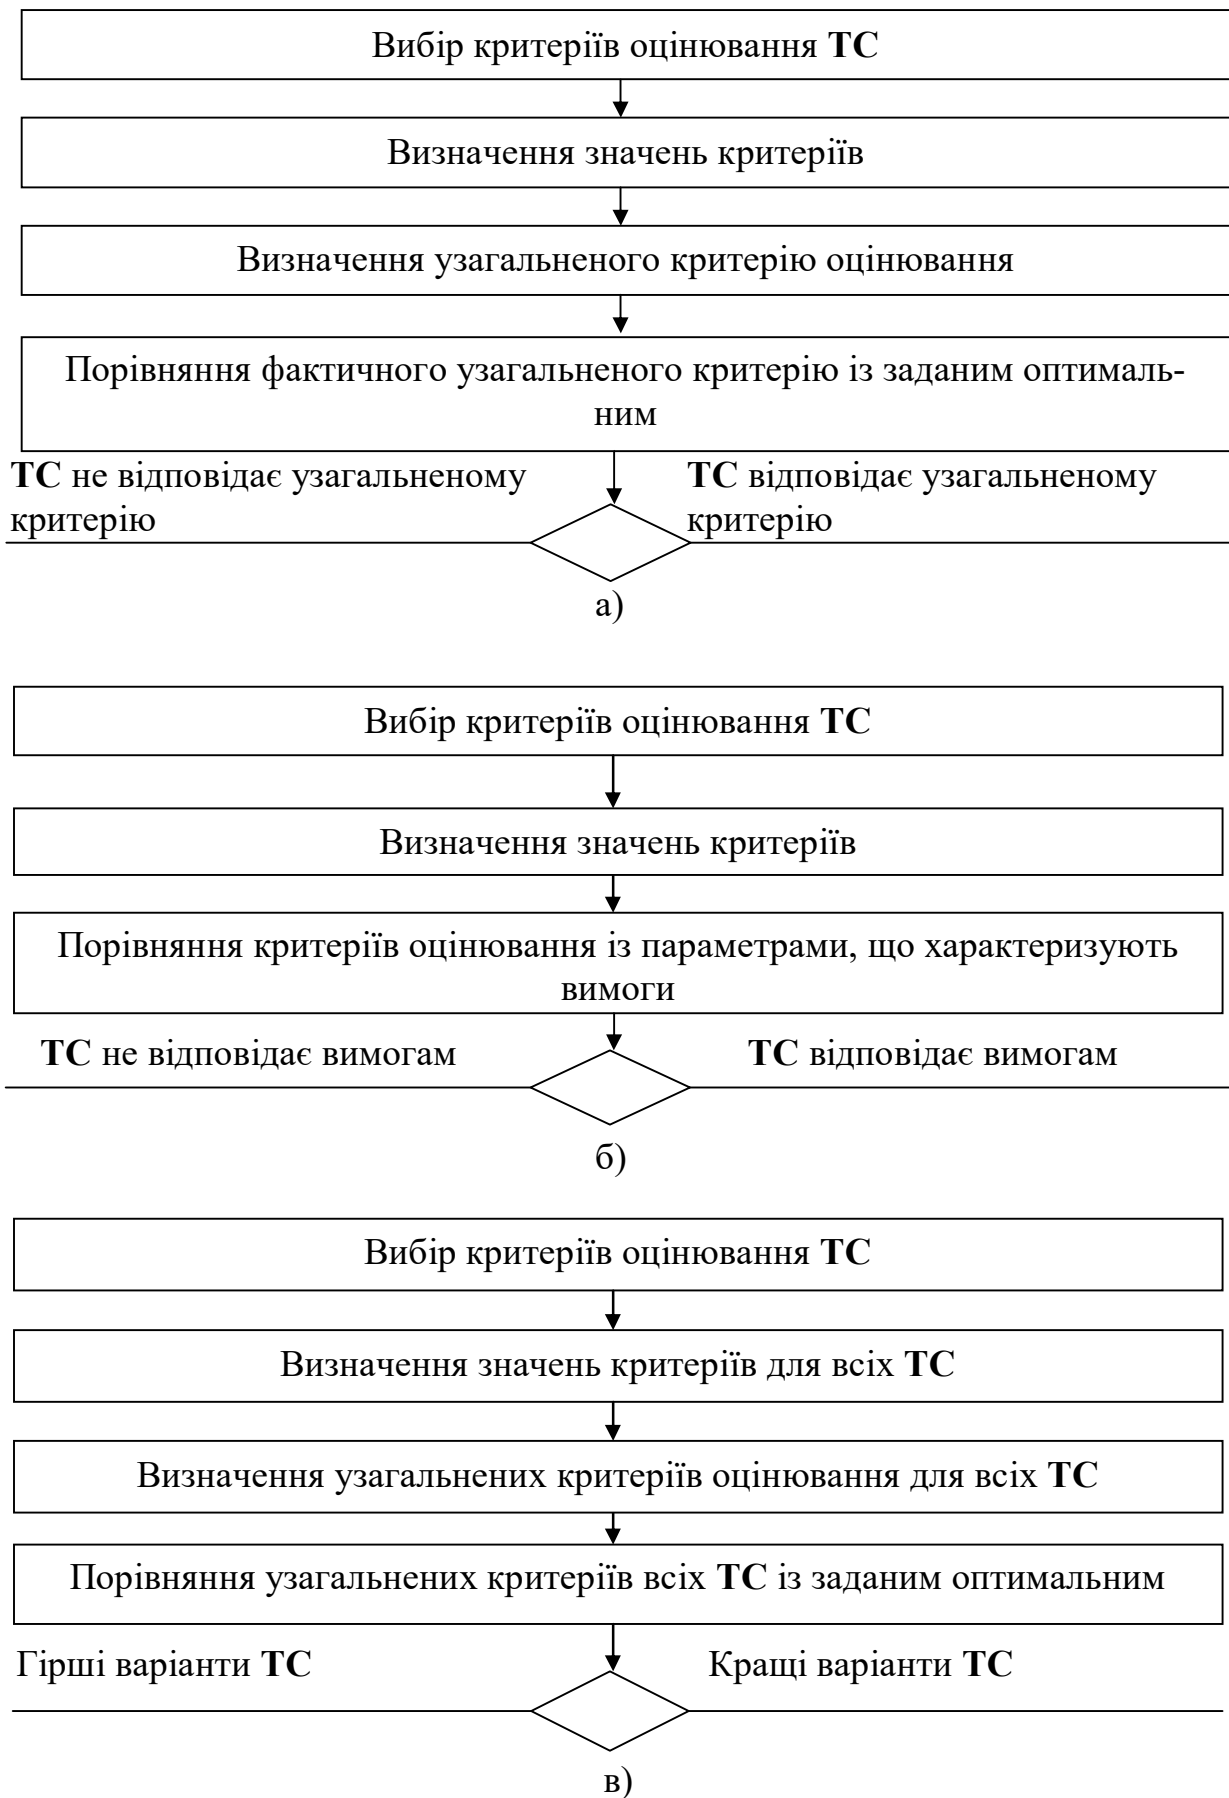 Вибір критеріїв оцінювання ТС
Визначення значень критеріїв
Визначення узагальненого критерію оцінювання
Порівняння фактичного узагальненого критерію із заданим оптималь-
ним
ТС не відповідає узагальненому
критерію
ТС відповідає узагальненому
критерію
а)
Вибір критеріїв оцінювання ТС
Визначення значень критеріїв
Порівняння критеріїв оцінювання із параметрами, що характеризують
вимоги
ТС не відповідає вимогам
ТС відповідає вимогам
б)
Вибір критеріїв оцінювання ТС
Визначення значень критеріїв для всіх ТС
Визначення узагальнених критеріїв оцінювання для всіх ТС
Порівняння узагальнених критеріїв всіх ТС із заданим оптимальним
Гірші варіанти ТС
Кращі варіанти ТС
в)